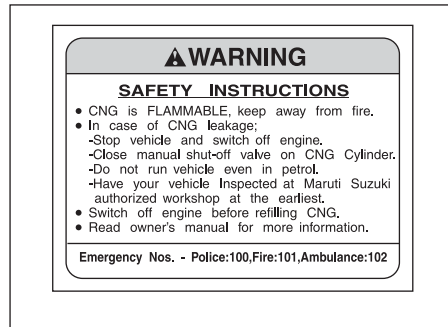 WARNING
SAFETY INSTRUCTIONS
• CNG is FLAMMABLE, keep away from fire.
• In case of CNG leakage;
-Stop vehicle and switch off engine.
-Close manual shut-off valve on CNG Cylinder.
-Do not run vehicle even in petrol.
-Have your vehicle Inspected at Maruti Suzuki
authorized workshop at the earliest.
• Switch off engine before refilling CNG.
• Read owner's manual for more information.
Emergency Nos. - Police:100,Fire:101,Ambulance:102